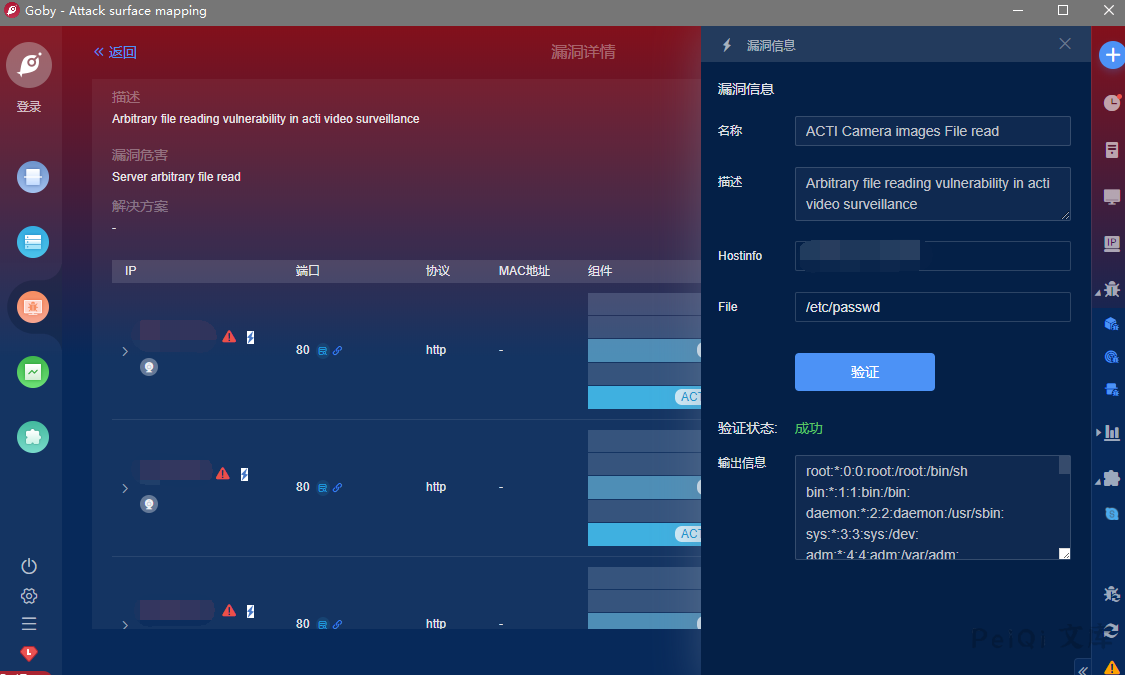 Goby - Attack surface mapping
登录
返回
漏洞详情
描述
Arbitrary file reading vulnerability in acti video surveillance
漏洞危害
Server arbitrary file read
解决方案
-
IP 端口 协议 MAC地址 组件
80 http -
ACT
80 http -
ACT
80 http -
漏洞信息
漏洞信息
名称 ACTI Camera images File read
描述 Arbitrary file reading vulnerability in acti
video surveillance
Hostinfo
File /etc/passwd
验证
验证状态: 成功
输出信息
root:*:0:0:root:/root:/bin/sh
bin:*:1:1:bin:/bin:
daemon:*:2:2:daemon:/usr/sbin:
sys:*:3:3:sys:/dev:
adm:*:4:4:adm:/var/adm:
IP
PeiQi 文库